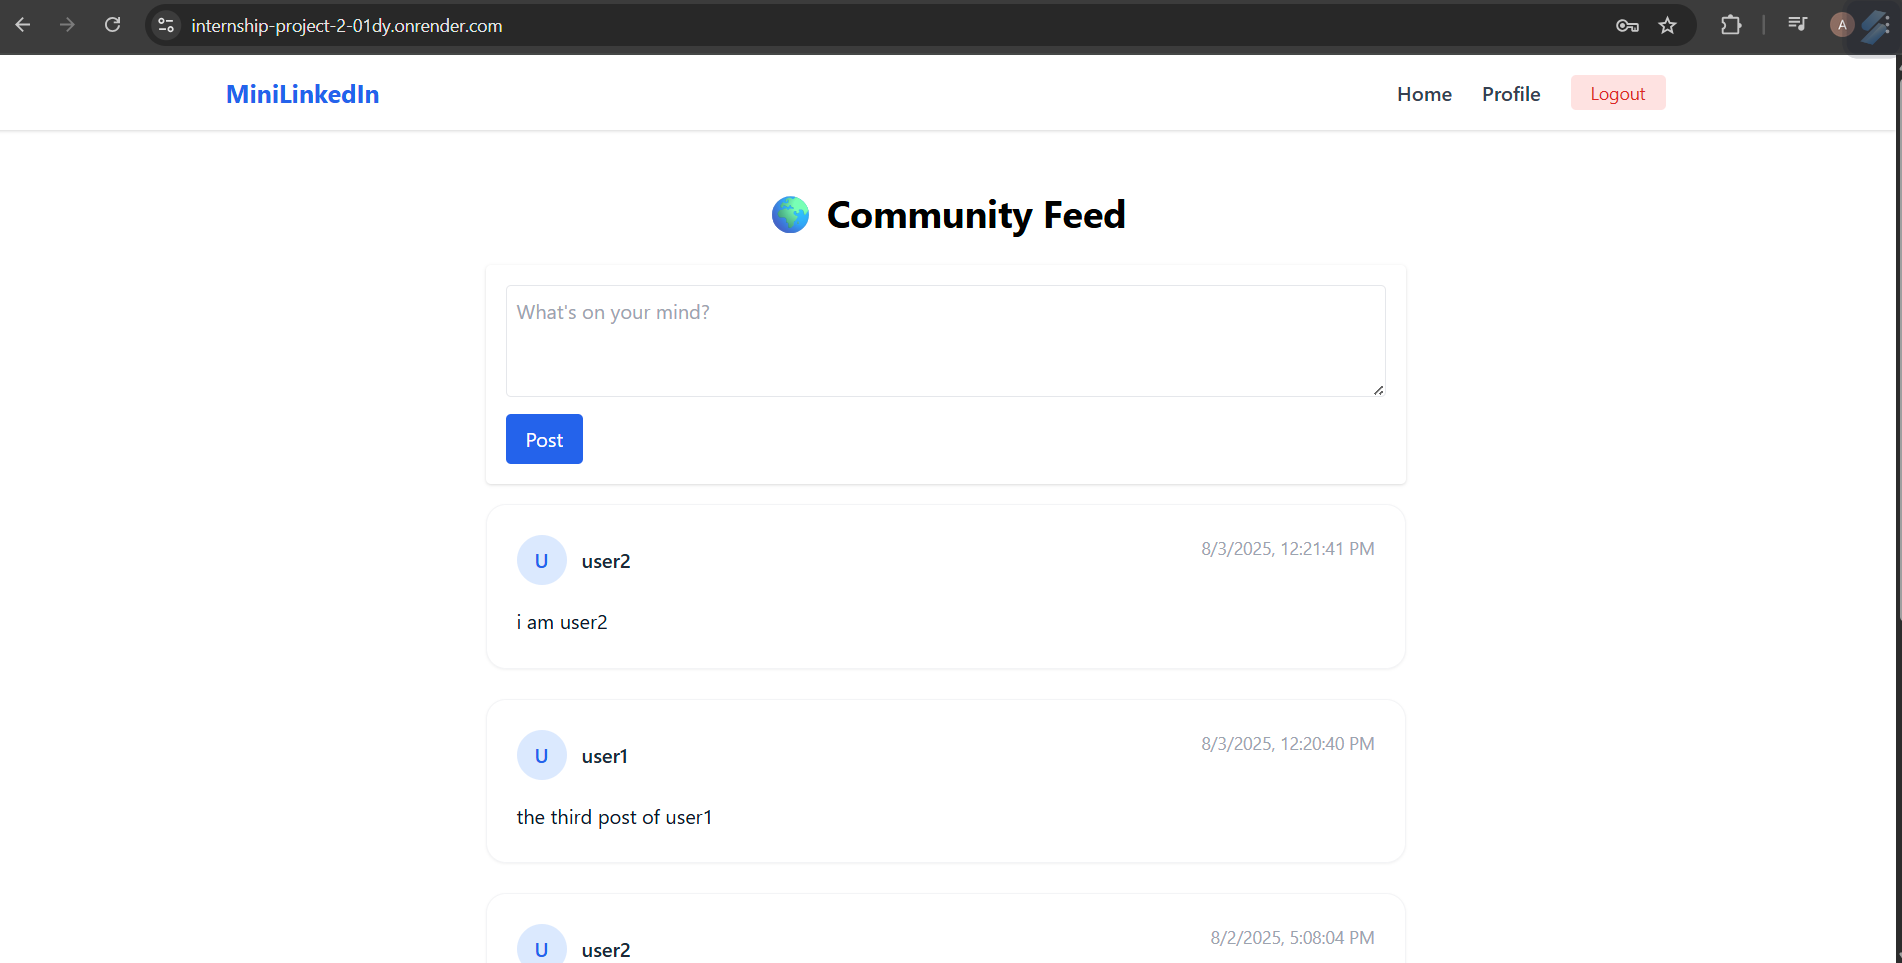 internship-project-2-01dy.onrender.com
A
MiniLinkedIn
Home Profile Logout
Community Feed
What's on your mind?
Post
U user2 8/3/2025, 12:21:41 PM
i am user2
U user1 8/3/2025, 12:20:40 PM
the third post of user1
U user2 8/2/2025, 5:08:04 PM